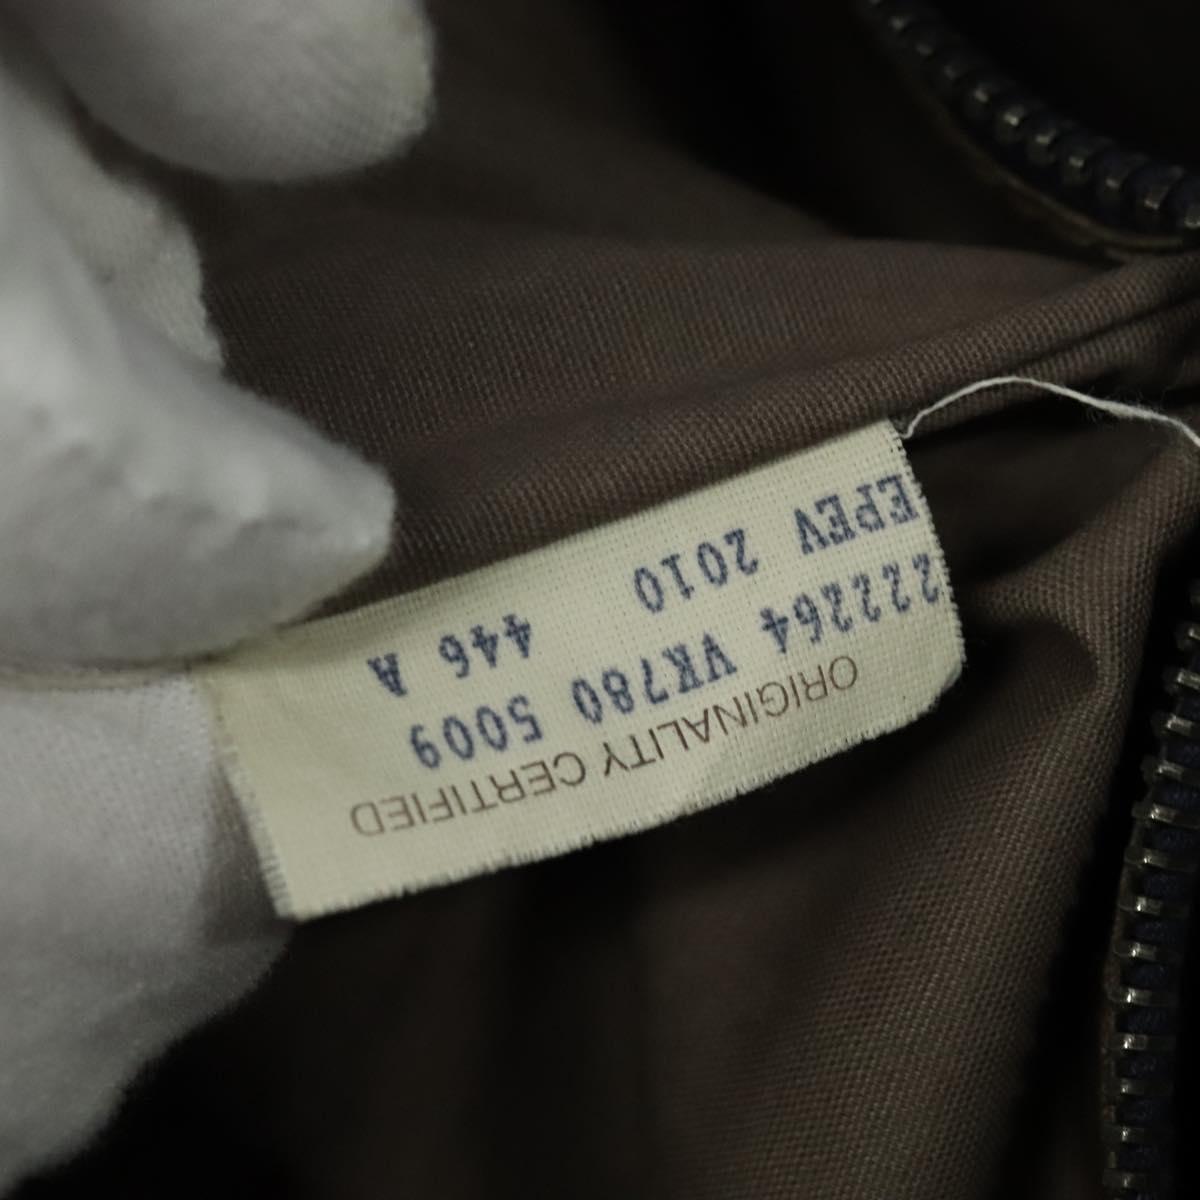 ORIGINALITY CERTIFIED
222264 VK780 5009
EPEV 2010 446 A